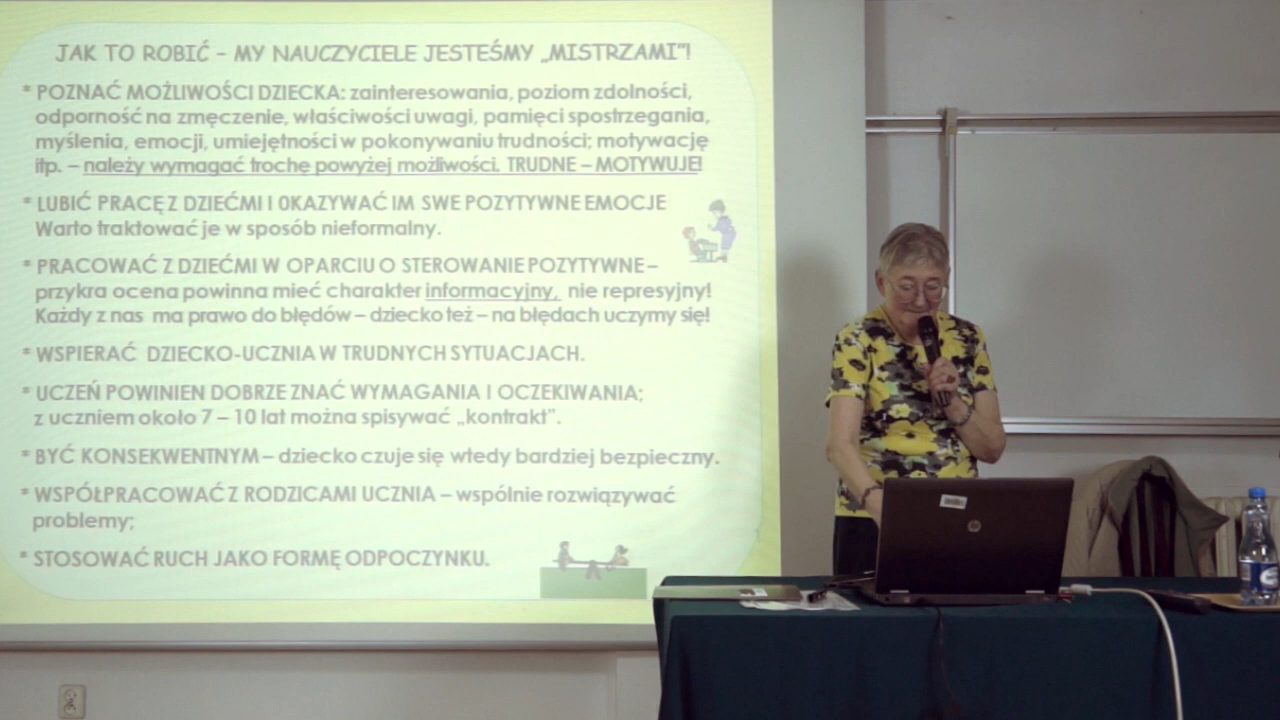 JAK TO ROBIĆ - MY NAUCZYCIELE JESTEŚMY „MISTRZAMI"!
* POZNAĆ MOŻLIWOŚCI DZIECKA: zainteresowania, poziom zdolności,
odporność na zmęczenie, właściwości uwagi, pamięci spostrzegania,
myślenia, emocji, umiejętności w pokonywaniu trudności; motywację
itp. – należy wymagać trochę powyżej możliwości. TRUDNE – MOTYWUJE!
* LUBIĆ PRACĘ Z DZIEĆMI I 0KAZYWAĆ IM SWE POZYTYWNE EMOCJE
Warto traktować je w sposób nieformalny.
* PRACOWAĆ Z DZIEĆMI W OPARCIU O STEROWANIE POZYTYWNE –
przykra ocena powinna mieć charakter informacyjny, nie represyjny!
Każdy z nas ma prawo do błędów – dziecko też – na błędach uczymy się!
* WSPIERAĆ DZIECKO-UCZNIA W TRUDNYCH SYTUACJACH.
* UCZEŃ POWINIEN DOBRZE ZNAĆ WYMAGANIA I OCZEKIWANIA;
z uczniem około 7 – 10 lat można spisywać „kontrakt".
* BYĆ KONSEKWENTNYM – dziecko czuje się wtedy bardziej bezpieczny.
* WSPÓŁPRACOWAĆ Z RODZICAMI UCZNIA – wspólnie rozwiązywać
problemy;
* STOSOWAĆ RUCH JAKO FORMĘ ODPOCZYNKU.
hp